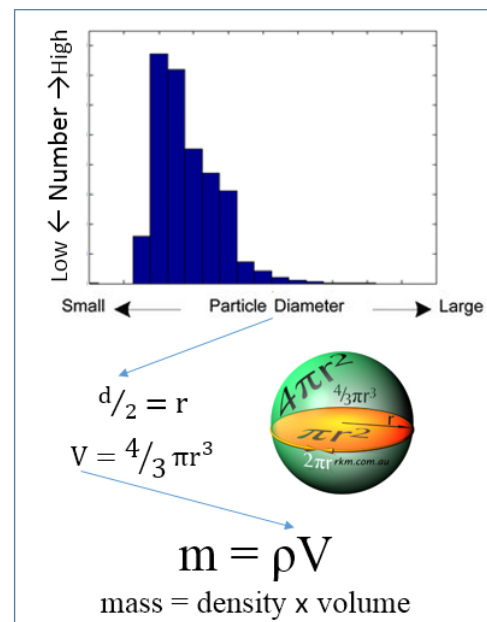 Low ← Number → High
Small ← Particle Diameter → Large
d/2 = r
V = 4/3 πr³
4πr²
4/3πr³
r
πr²
2πr rkm.com.au
m = ρV
mass = density x volume